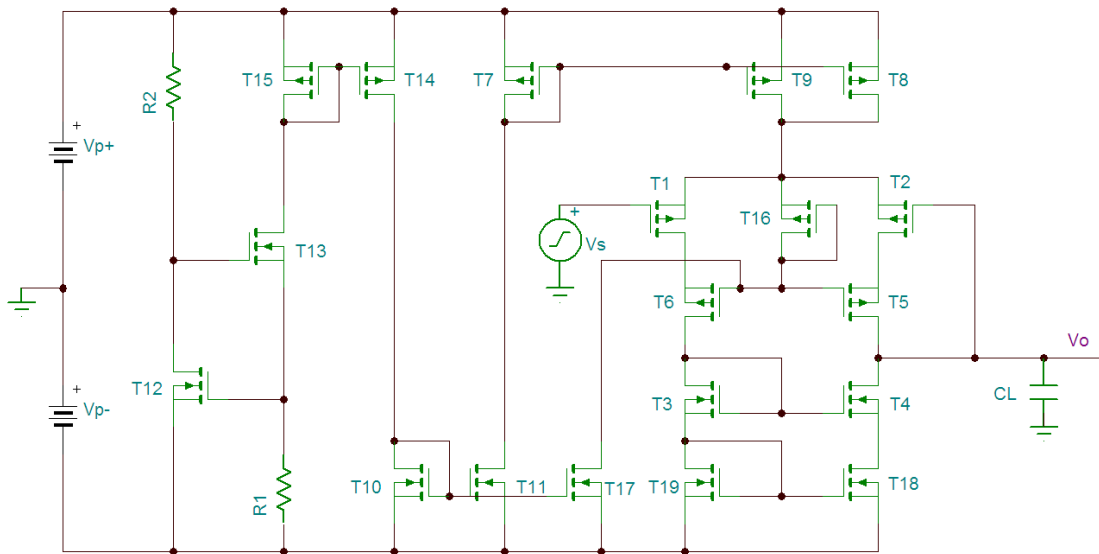 T15
T14
T7
T9
T8
R2
+
Vp+
T1
T2
+
T16
Vs
T13
T6
T5
Vo
+
T12
Vp-
T3
T4
CL
R1
T10
T11
T17
T19
T18